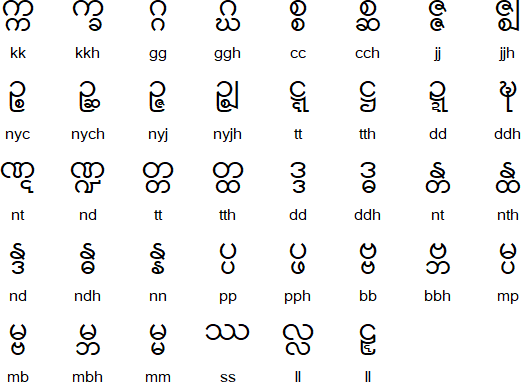 က္က က္ခ ဂ္ဂ ဂ္ဃ စ္စ စ္ဆ ဇ္ဇ ဇ္ဈ
kk kkh gg ggh cc cch jj jjh
ဉ္စ ဉ္ဆ ဉ္ဇ ဉ္ဈ ဋ္ဋ ဋ္ဌ ဍ္ဍ ဍ္ဎ
nyc nych nyj nyjh tt tth dd ddh
ဏ္ဋ ဏ္ဍ တ္တ တ္ထ ဒ္ဒ ဒ္ဓ န္တ န္ထ
nt nd tt tth dd ddh nt nth
န္ဒ န္ဓ န္န ပ္ပ ပ္ဖ ဗ္ဗ ဗ္ဘ မ္ပ
nd ndh nn pp pph bb bbh mp
မ္ဗ မ္ဘ မ္မ ဿ လ္လ ဠ္ဠ
mb mbh mm ss ll ll